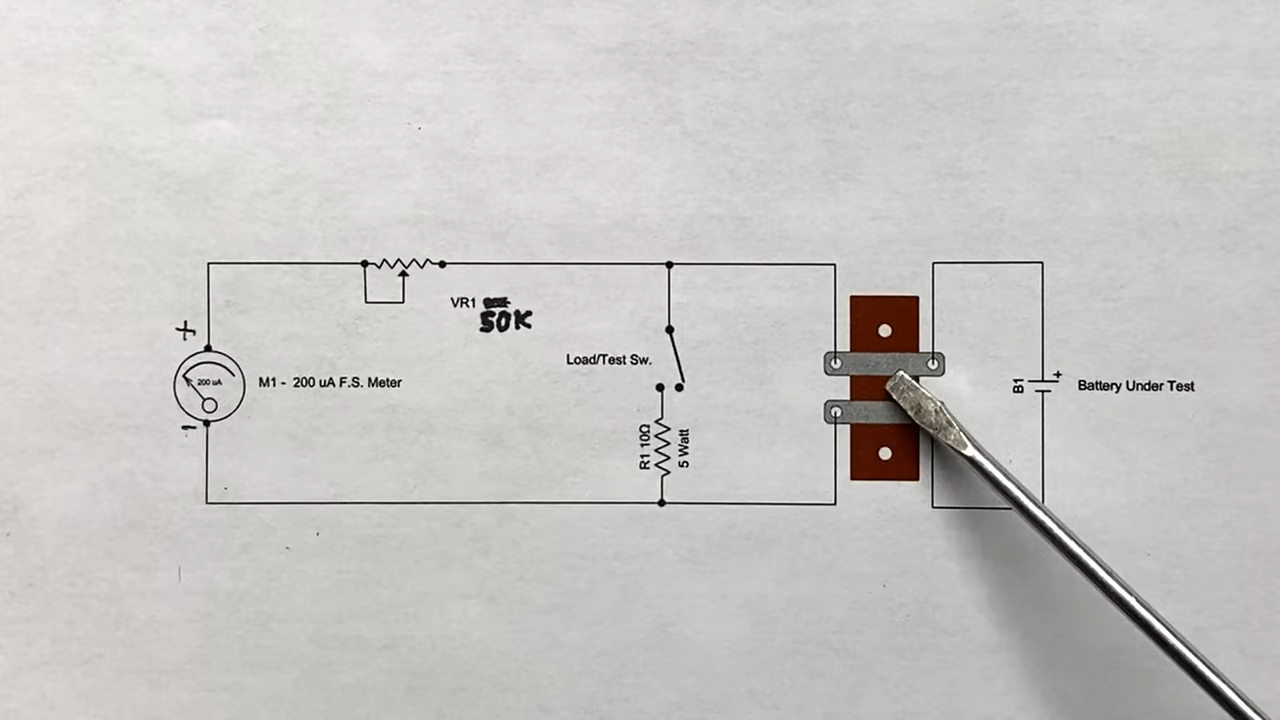 VR1
50K
+
200 uA
M1 - 200 uA F.S. Meter
-
Load/Test Sw.
R1 10Ω
5 Watt
B1
+
Battery Under Test